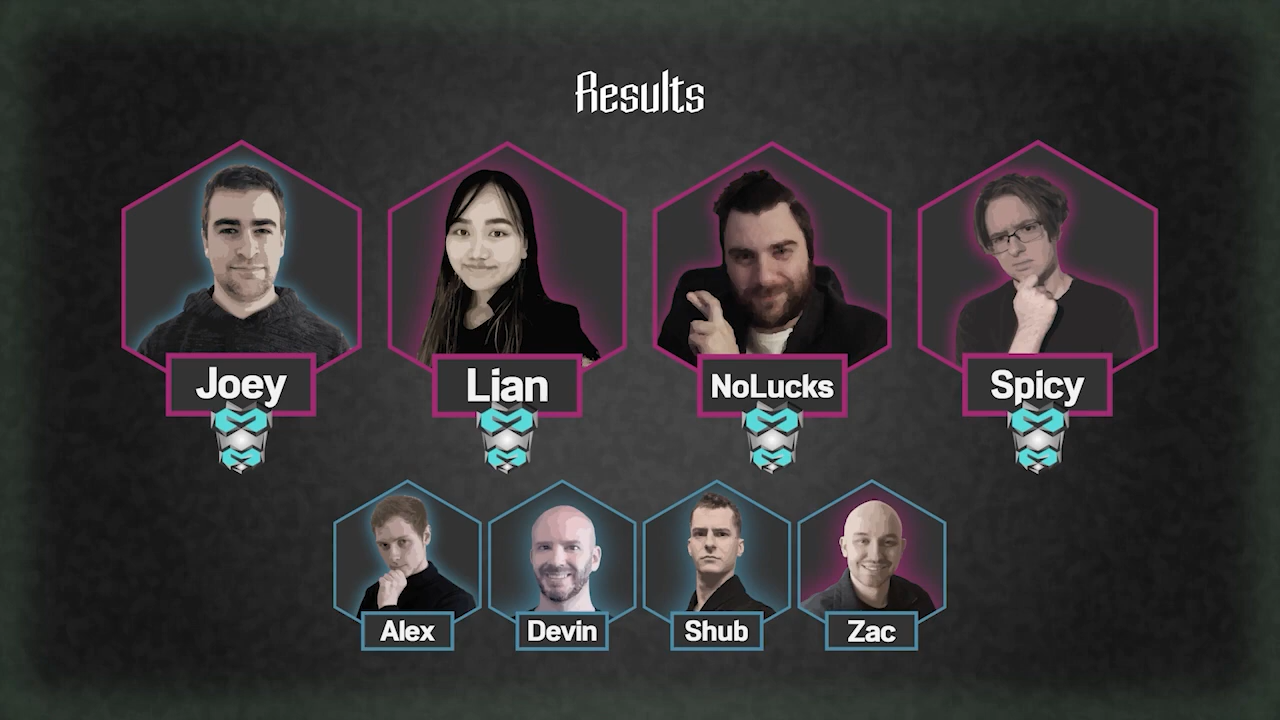 Results
Joey
Lian
NoLucks
Spicy
Alex
Devin
Shub
Zac